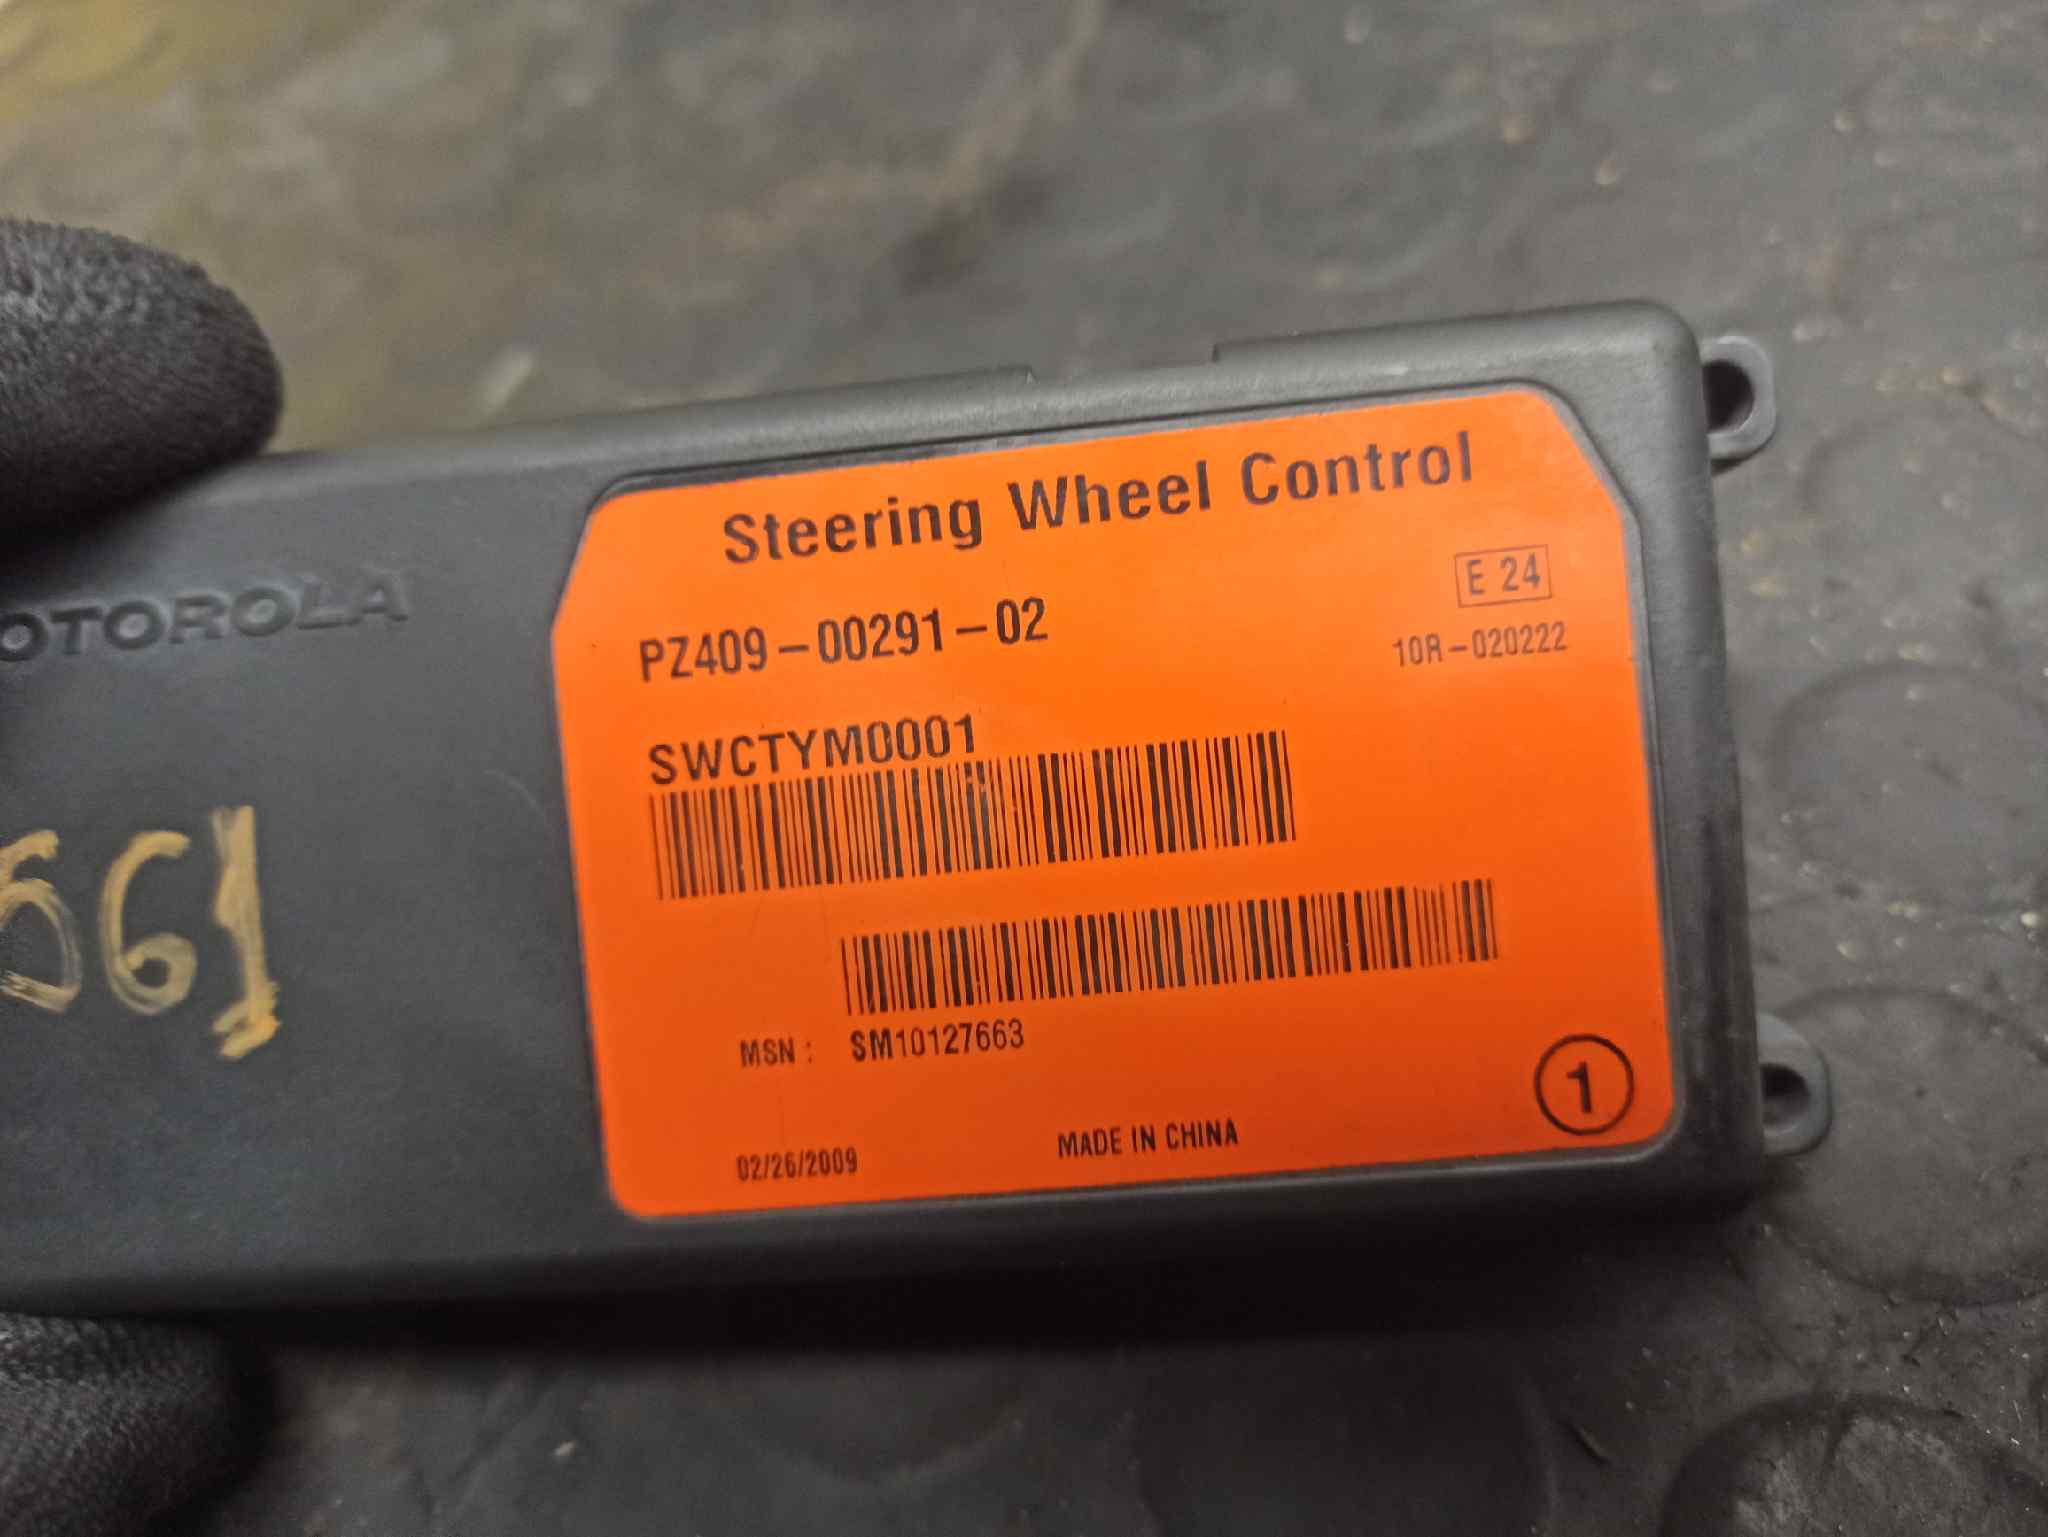 Steering Wheel Control
E 24
PZ409-00291-02
10R-020222
OTOROLA
SWCTYM0001
561
MSN: SM10127663
1
02/26/2009
MADE IN CHINA